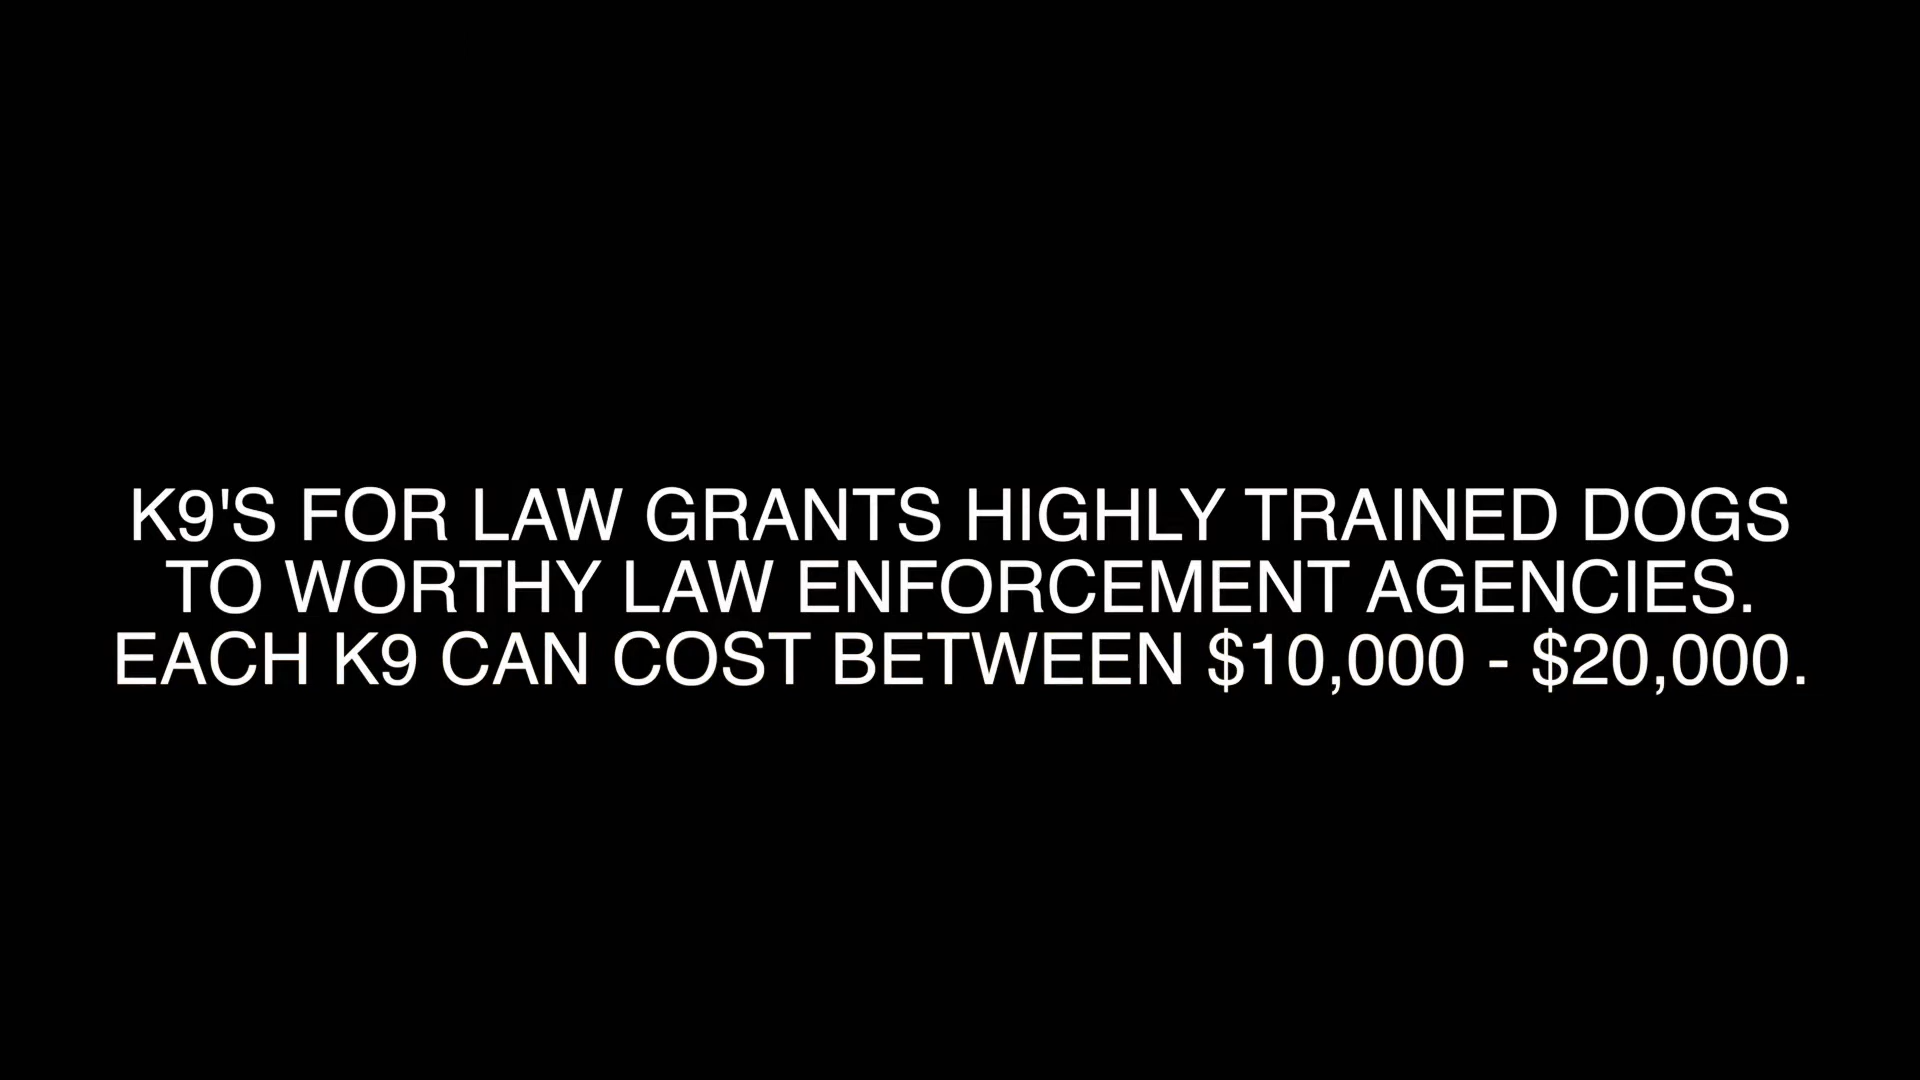 K9'S FOR LAW GRANTS HIGHLY TRAINED DOGS
TO WORTHY LAW ENFORCEMENT AGENCIES.
EACH K9 CAN COST BETWEEN $10,000 - $20,000.